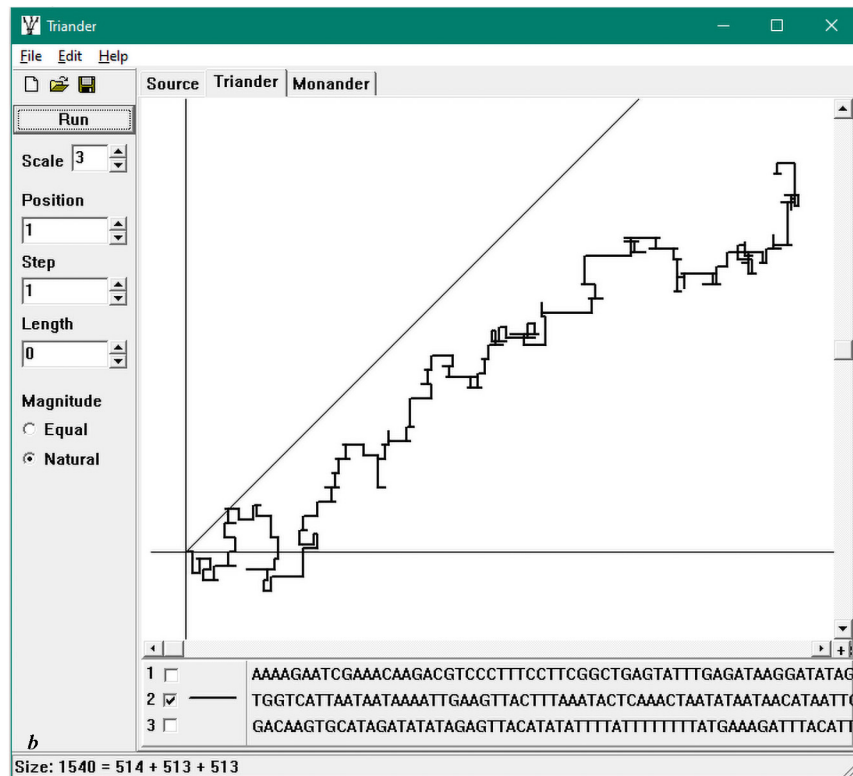 Triander
File Edit Help
Source Triander Monander
Run
Scale 3
Position
1
Step
1
Length
0
Magnitude
Equal
Natural
1 AAAAGAATCGAAACAAGACGTCCCTTTCCTTCGGCTGAGTATTTGAGATAAGGATATAG
2 TGGTCATTAATAATAAAATTGAAGTTACTTTAAATACTCAAACTAATATAATAACATAATTC
3 GACAAGTGCATAGATATATAGAGTTACATATATTTTATTTTTTTTATGAAAGATTTACATT
b
Size: 1540 = 514 + 513 + 513